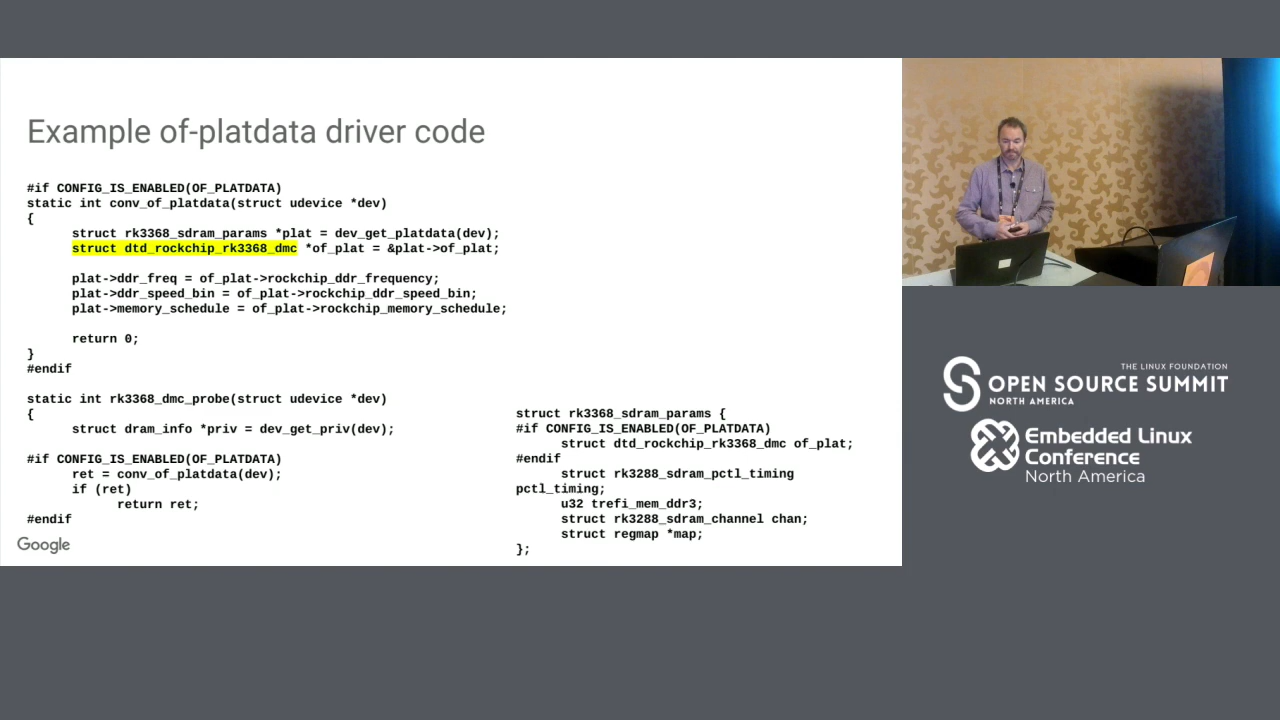 Example of-platdata driver code
#if CONFIG_IS_ENABLED(OF_PLATDATA)
static int conv_of_platdata(struct udevice *dev)
{
struct rk3368_sdram_params *plat = dev_get_platdata(dev);
struct dtd_rockchip_rk3368_dmc *of_plat = &plat->of_plat;
plat->ddr_freq = of_plat->rockchip_ddr_frequency;
plat->ddr_speed_bin = of_plat->rockchip_ddr_speed_bin;
plat->memory_schedule = of_plat->rockchip_memory_schedule;
return 0;
}
#endif
static int rk3368_dmc_probe(struct udevice *dev)
{
struct dram_info *priv = dev_get_priv(dev);
#if CONFIG_IS_ENABLED(OF_PLATDATA)
ret = conv_of_platdata(dev);
if (ret)
return ret;
#endif
struct rk3368_sdram_params {
#if CONFIG_IS_ENABLED(OF_PLATDATA)
struct dtd_rockchip_rk3368_dmc of_plat;
#endif
struct rk3288_sdram_pctl_timing
pctl_timing;
u32 trefi_mem_ddr3;
struct rk3288_sdram_channel chan;
struct regmap *map;
};
Google
THE LINUX FOUNDATION
OPEN SOURCE SUMMIT
NORTH AMERICA
Embedded Linux
Conference
North America